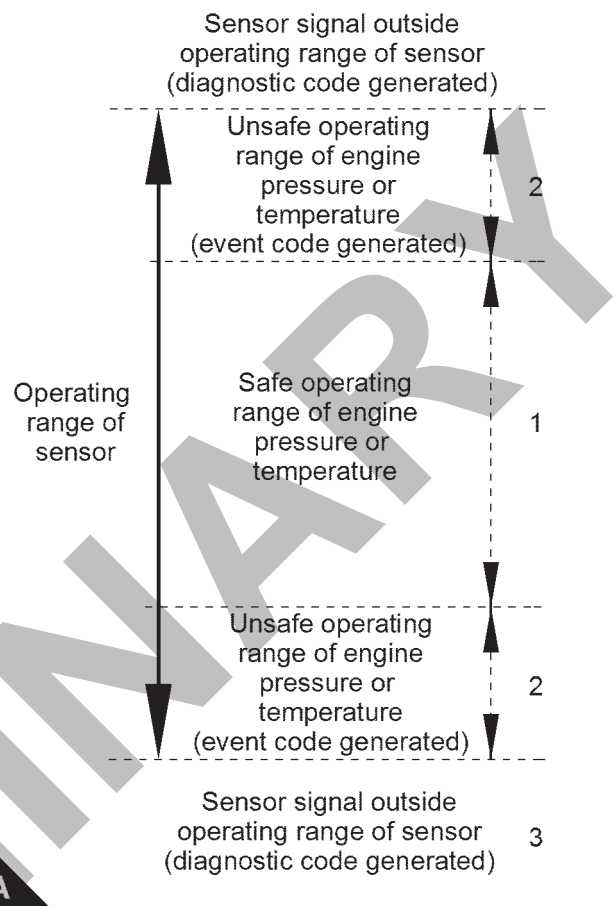 Sensor signal outside
operating range of sensor
(diagnostic code generated)
Unsafe operating
range of engine
pressure or
temperature
(event code generated)
2
Operating
range of
sensor
Safe operating
range of engine
pressure or
temperature
1
Unsafe operating
range of engine
pressure or
temperature
(event code generated)
2
Sensor signal outside
operating range of sensor
(diagnostic code generated)
3
A
INARY